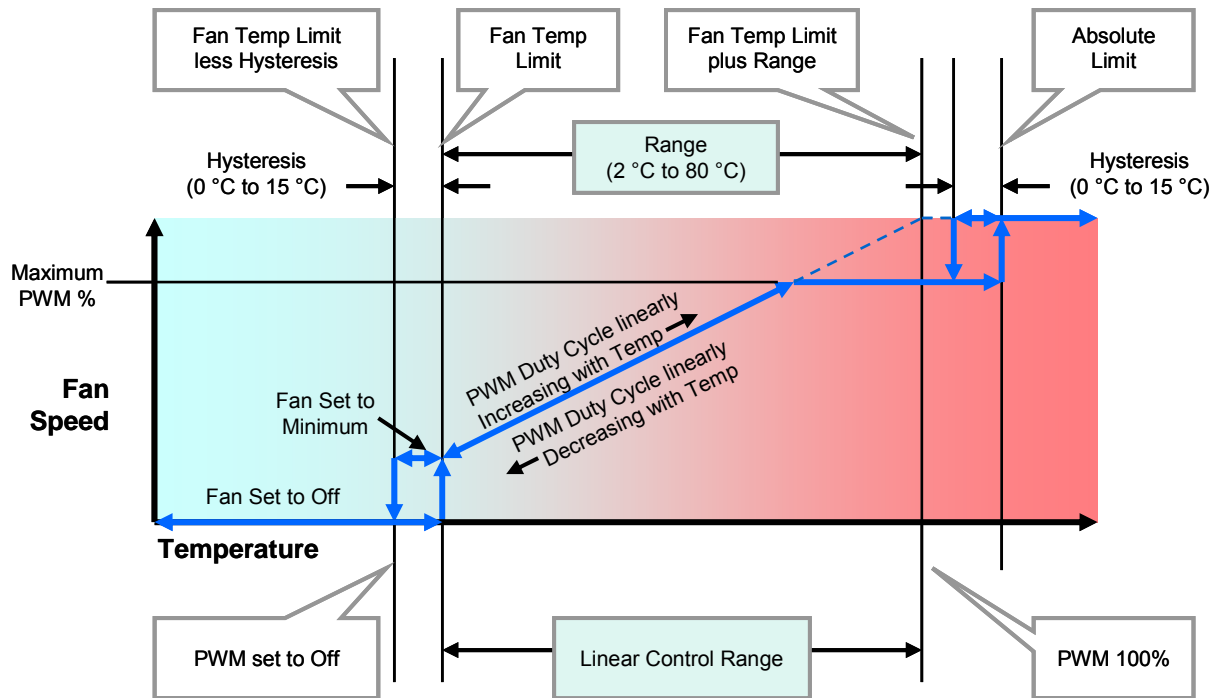 Fan Temp Limit
less Hysteresis
Fan Temp
Limit
Fan Temp Limit
plus Range
Absolute
Limit
Hysteresis
(0 °C to 15 °C)
Range
(2 °C to 80 °C)
Hysteresis
(0 °C to 15 °C)
Maximum
PWM %
PWM Duty Cycle linearly
Increasing with Temp
PWM Duty Cycle linearly
Decreasing with Temp
Fan
Speed
Fan Set to
Minimum
Fan Set to Off
Temperature
PWM set to Off
Linear Control Range
PWM 100%